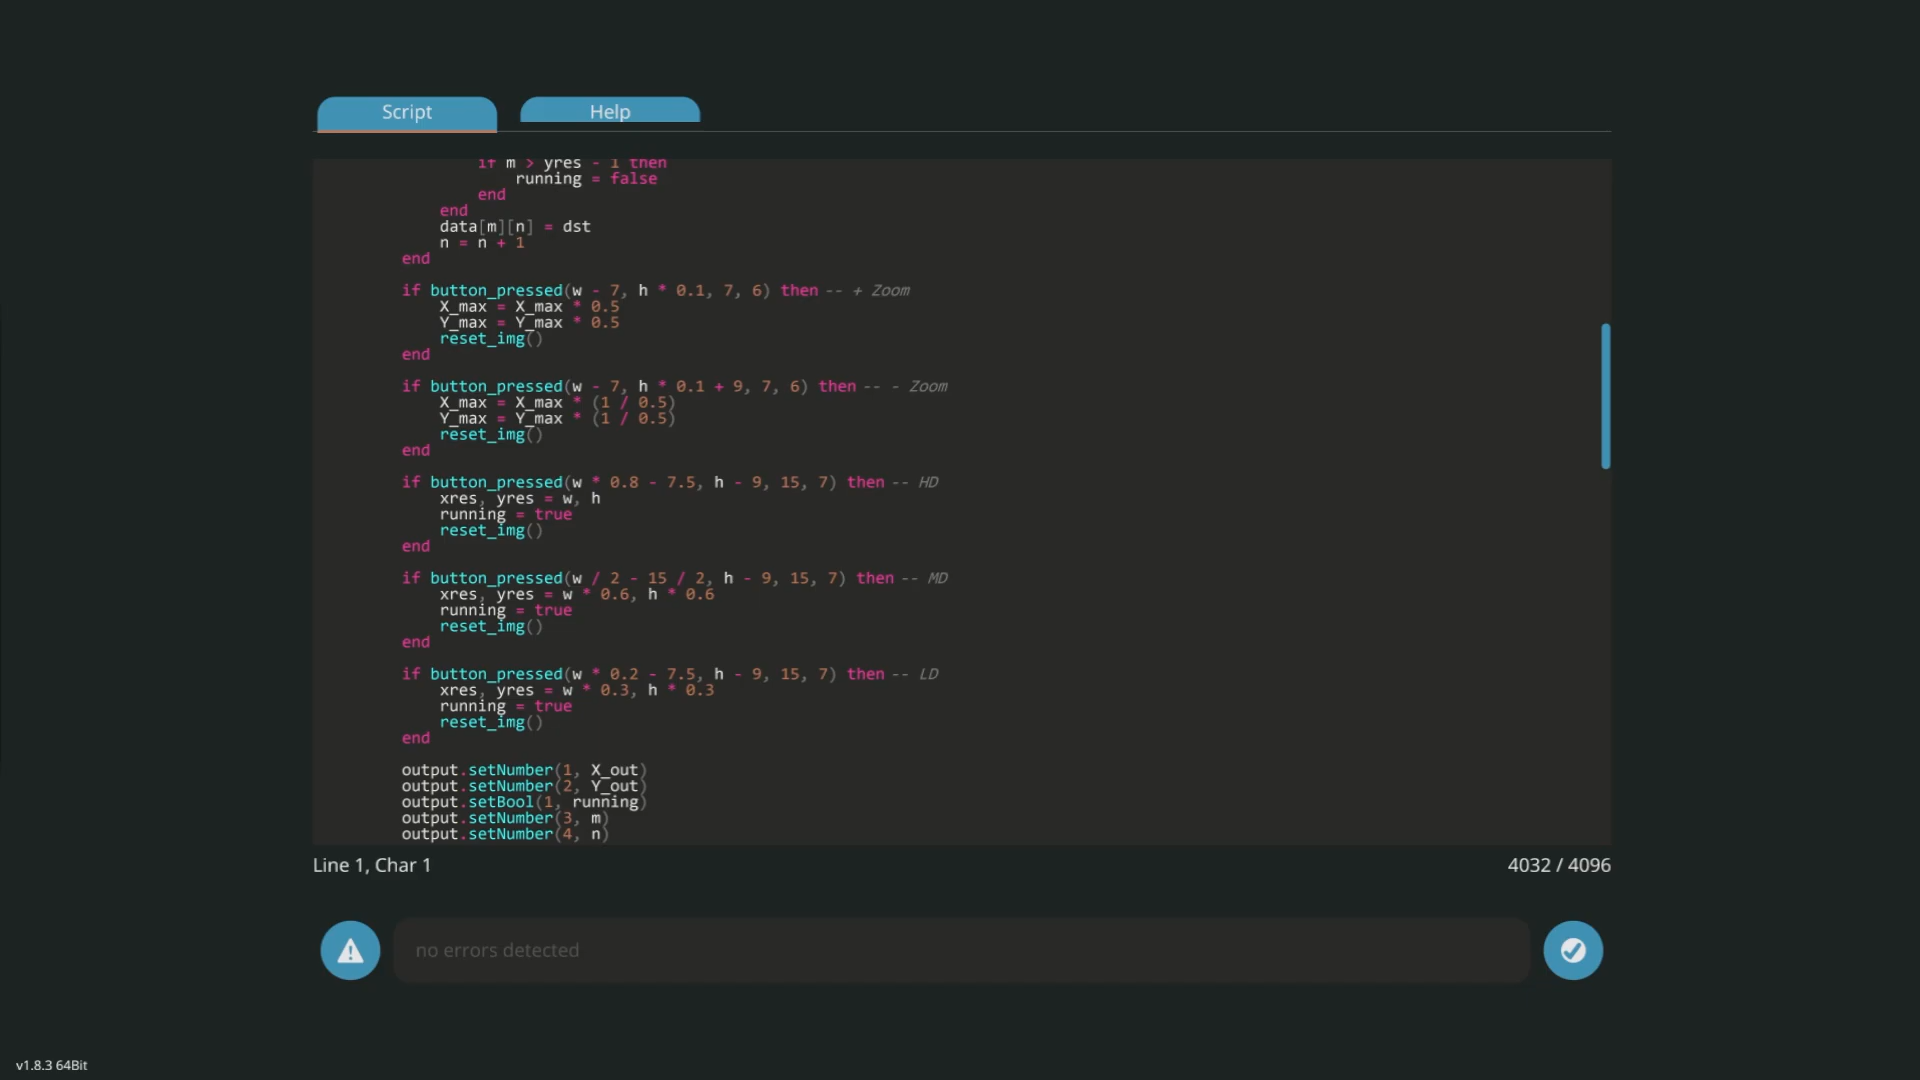 Script
Help
if m > yres - 1 then
running = false
end
end
data[m][n] = dst
n = n + 1
end
if button_pressed(w - 7, h * 0.1, 7, 6) then -- + Zoom
X_max = X_max * 0.5
Y_max = Y_max * 0.5
reset_img()
end
if button_pressed(w - 7, h * 0.1 + 9, 7, 6) then -- - Zoom
X_max = X_max * (1 / 0.5)
Y_max = Y_max * (1 / 0.5)
reset_img()
end
if button_pressed(w * 0.8 - 7.5, h - 9, 15, 7) then -- HD
xres, yres = w, h
running = true
reset_img()
end
if button_pressed(w / 2 - 15 / 2, h - 9, 15, 7) then -- MD
xres, yres = w * 0.6, h * 0.6
running = true
reset_img()
end
if button_pressed(w * 0.2 - 7.5, h - 9, 15, 7) then -- LD
xres, yres = w * 0.3, h * 0.3
running = true
reset_img()
end
output.setNumber(1, X_out)
output.setNumber(2, Y_out)
output.setBool(1, running)
output.setNumber(3, m)
output.setNumber(4, n)
Line 1, Char 1
4032 / 4096
no errors detected
v1.8.3 64Bit